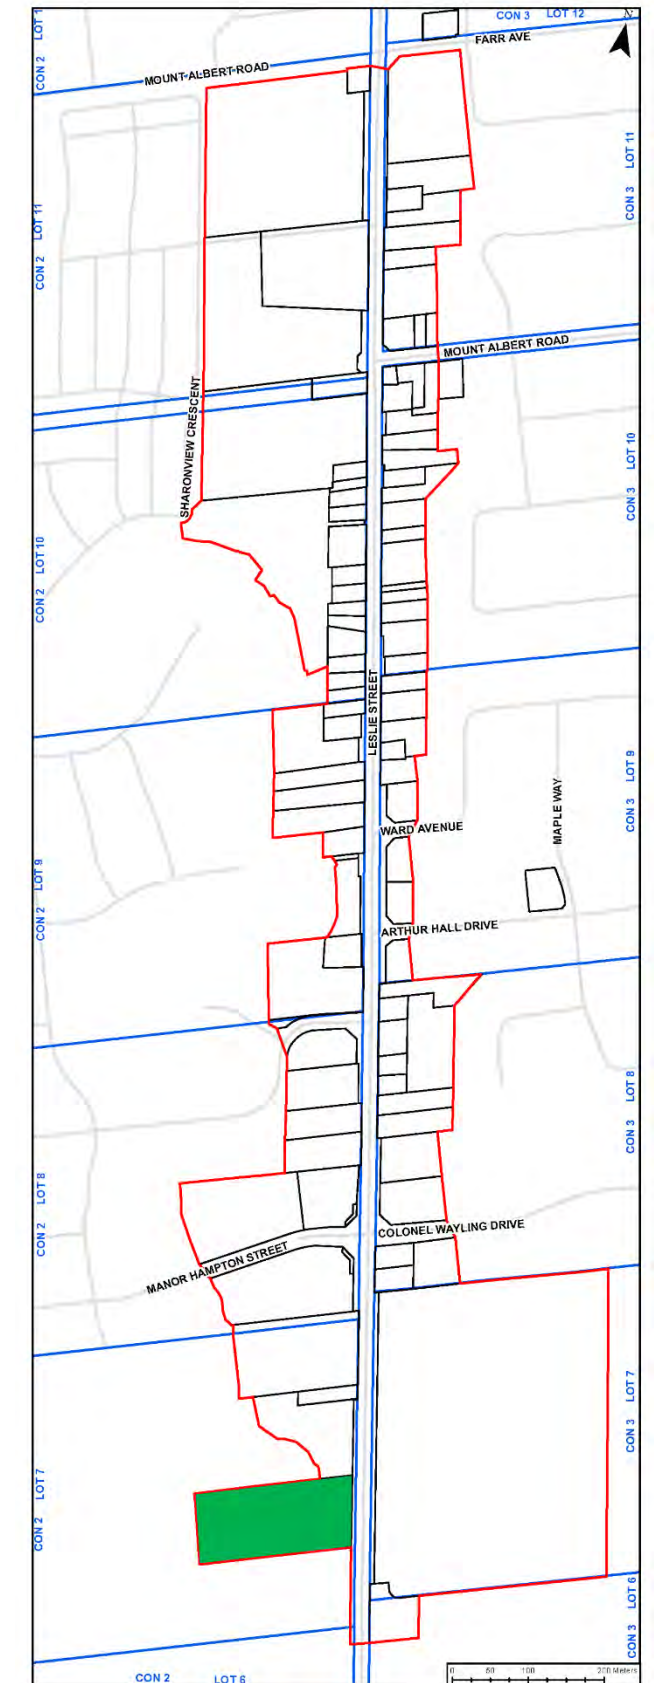 CON 3 LOT 12
N
FARR AVE
CON 2 LOT 1
MOUNT ALBERT ROAD
CON 3 LOT 11
CON 2 LOT 11
MOUNT ALBERT ROAD
SHARONVIEW CRESCENT
CON 3 LOT 10
CON 2 LOT 10
LESLIE STREET
CON 3 LOT 9
MAPLE WAY
WARD AVENUE
CON 2 LOT 9
ARTHUR HALL DRIVE
CON 3 LOT 8
CON 2 LOT 8
COLONEL WAYLING DRIVE
MANOR HAMPTON STREET
CON 3 LOT 7
CON 2 LOT 7
CON 3 LOT 6
CON 2 LOT 6
0 50 100 200 Meters